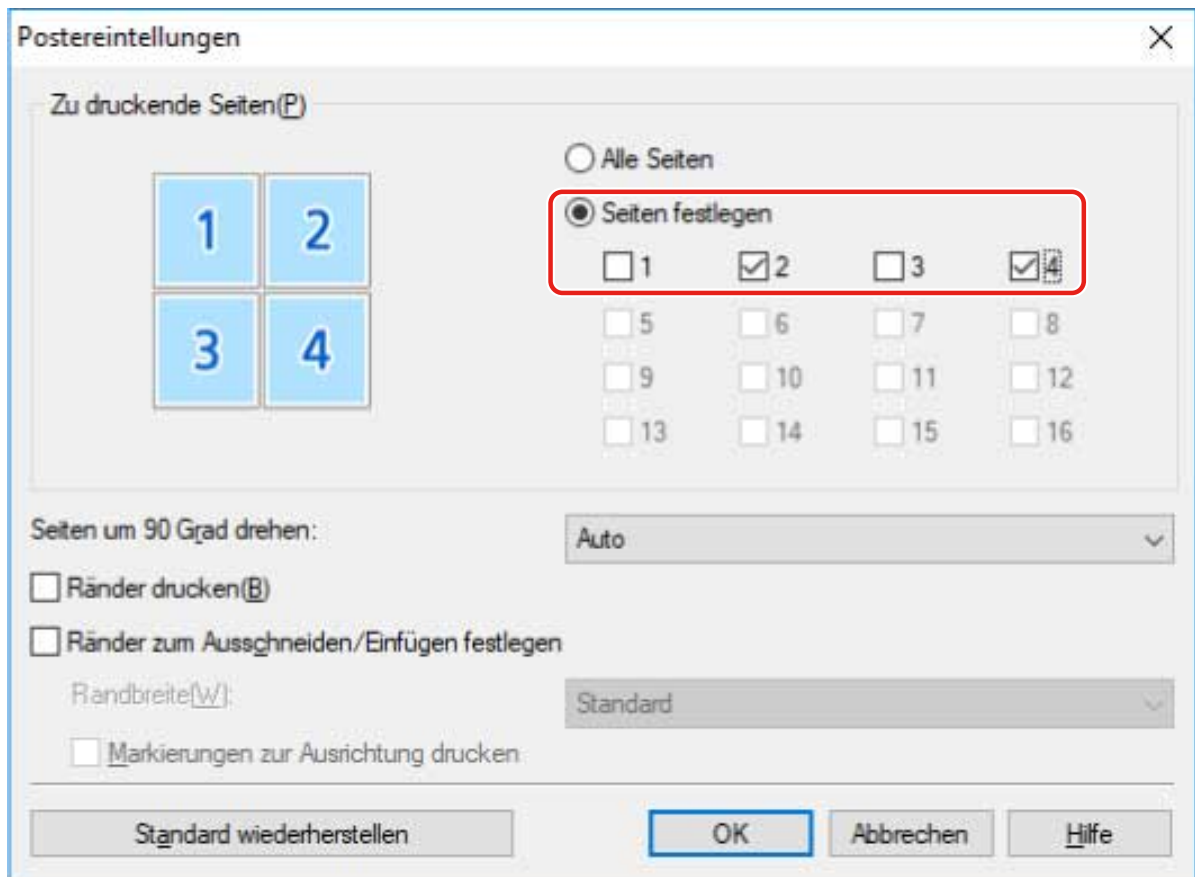 Postereintellungen
Zu druckende Seiten(P)
1 2
3 4
Alle Seiten
Seiten festlegen
1 2 3 4
5 6 7 8
9 10 11 12
13 14 15 16
Seiten um 90 Grad drehen: Auto
Ränder drucken(B)
Ränder zum Ausschneiden/Einfügen festlegen
Randbreite(W): Standard
Markierungen zur Ausrichtung drucken
Standard wiederherstellen OK Abbrechen Hilfe